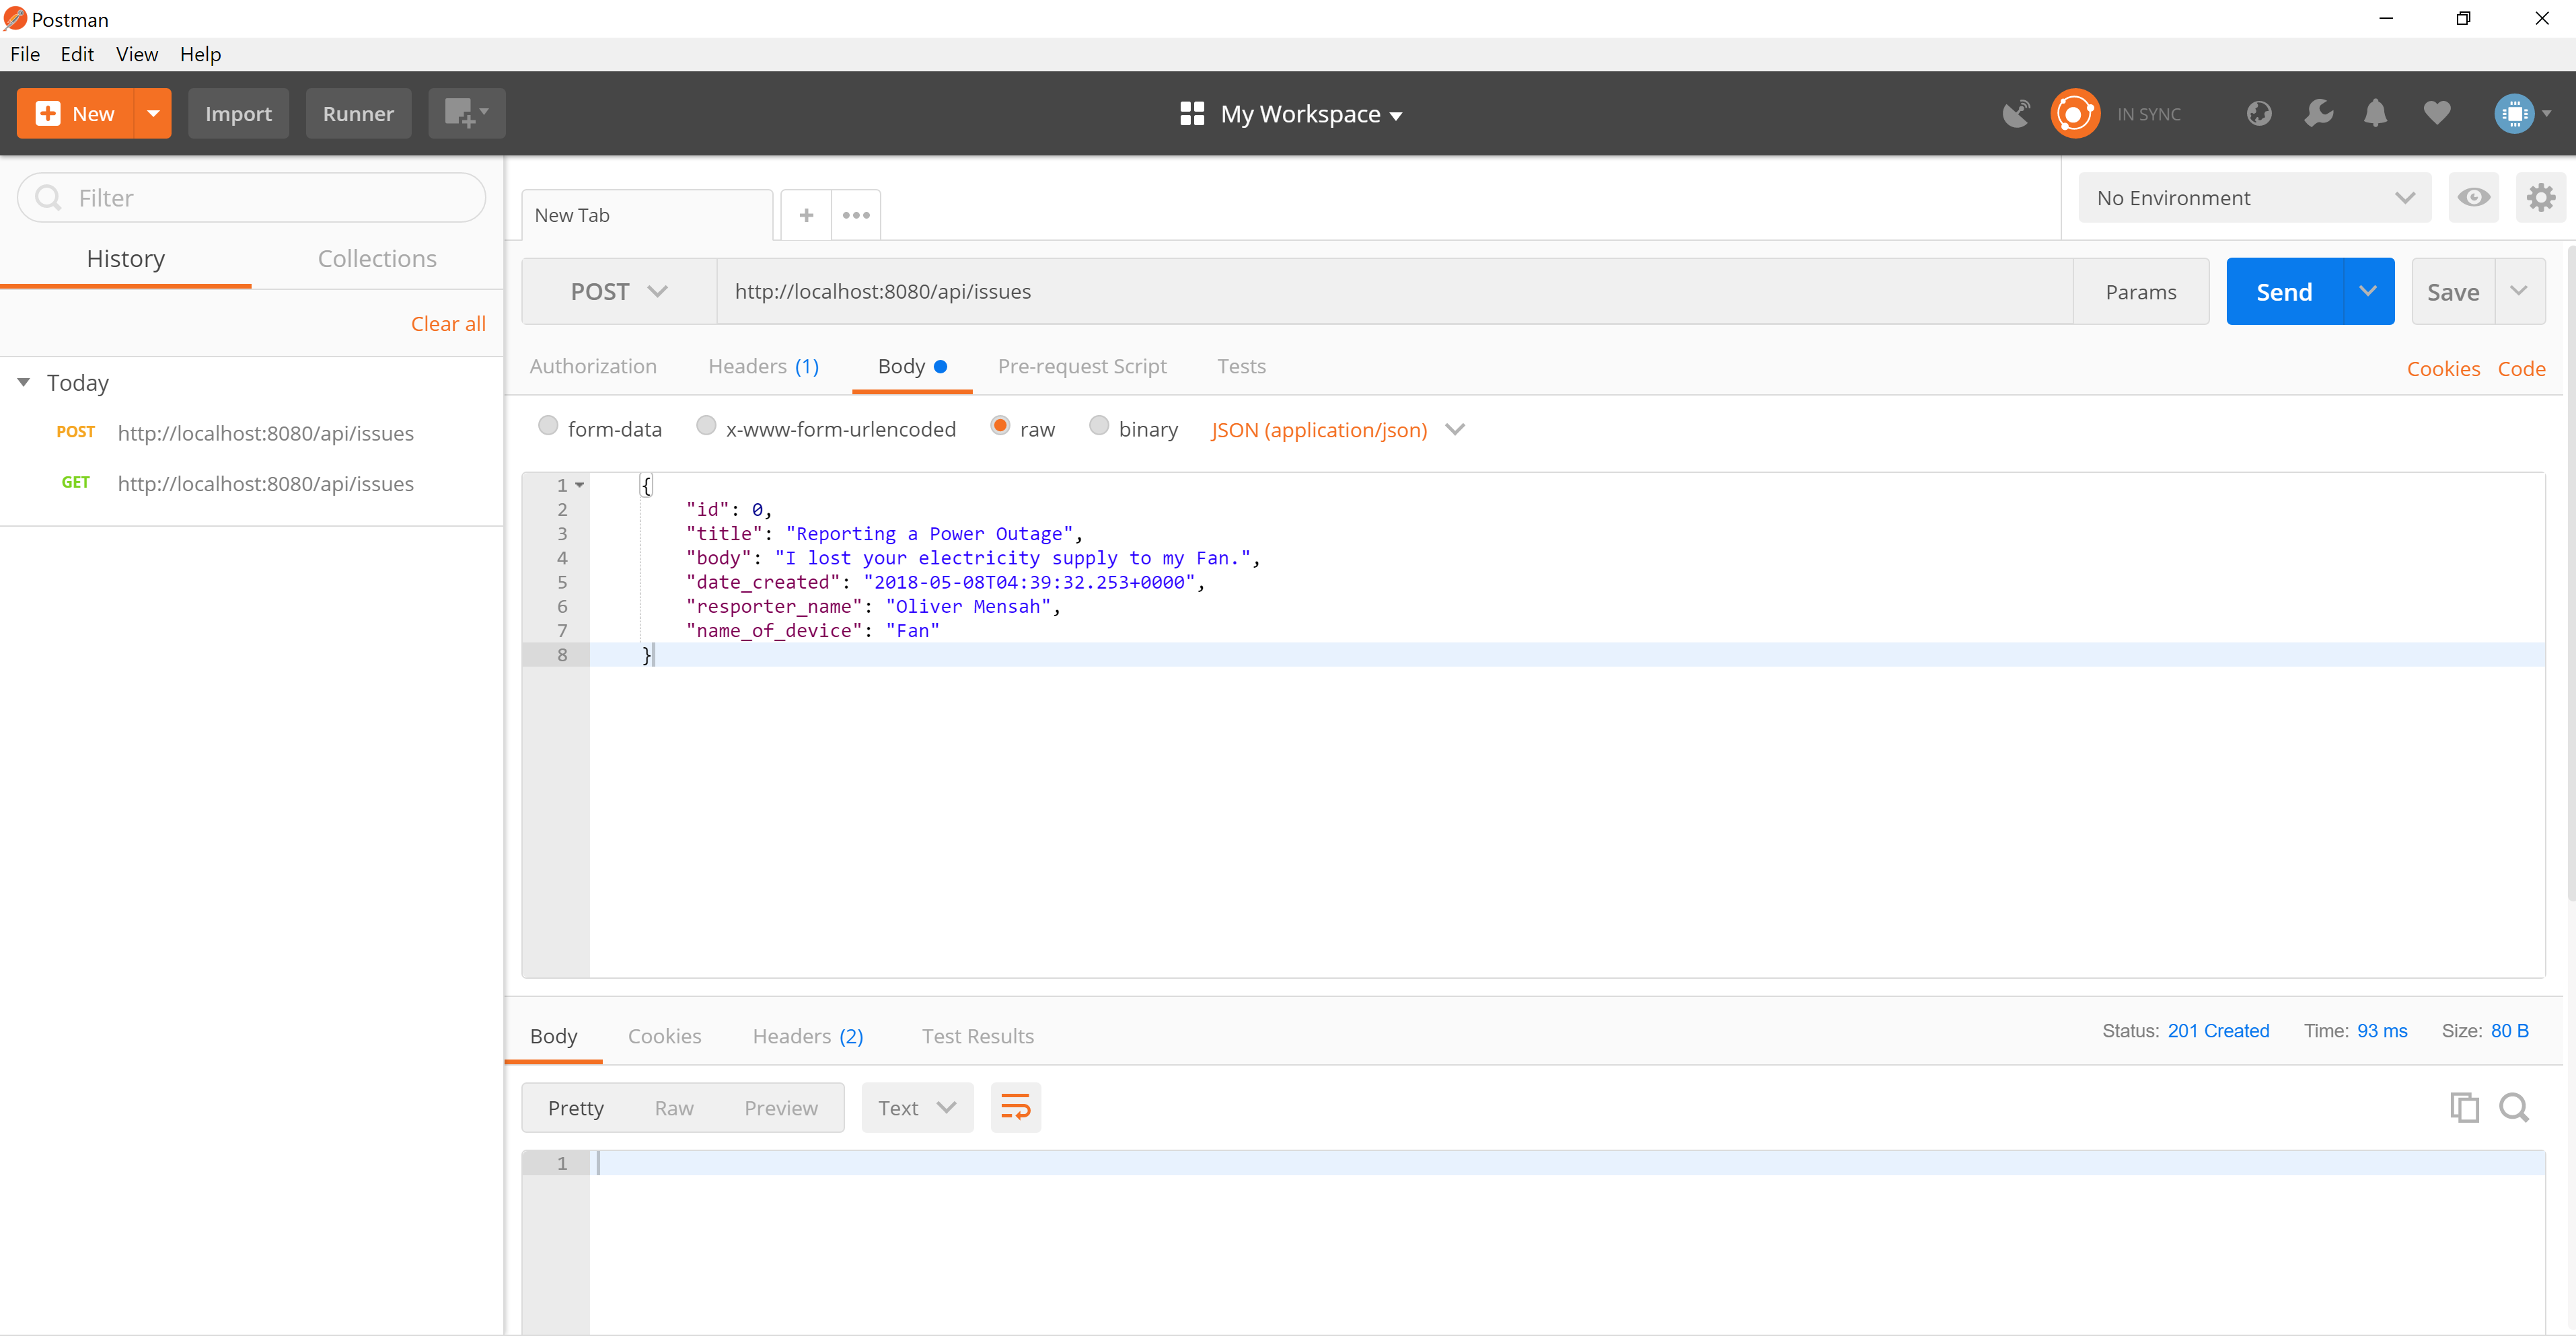 Postman
File Edit View Help
New Import Runner My Workspace IN SYNC
Filter
History Collections
Clear all
Today
POST http://localhost:8080/api/issues
GET http://localhost:8080/api/issues
New Tab + •••
No Environment
POST http://localhost:8080/api/issues Params Send Save
Authorization Headers (1) Body Pre-request Script Tests Cookies Code
form-data x-www-form-urlencoded raw binary JSON (application/json)
1 {
2 "id": 0,
3 "title": "Reporting a Power Outage",
4 "body": "I lost your electricity supply to my Fan.",
5 "date_created": "2018-05-08T04:39:32.253+0000",
6 "resporter_name": "Oliver Mensah",
7 "name_of_device": "Fan"
8 }
Body Cookies Headers (2) Test Results Status: 201 Created Time: 93 ms Size: 80 B
Pretty Raw Preview Text
1